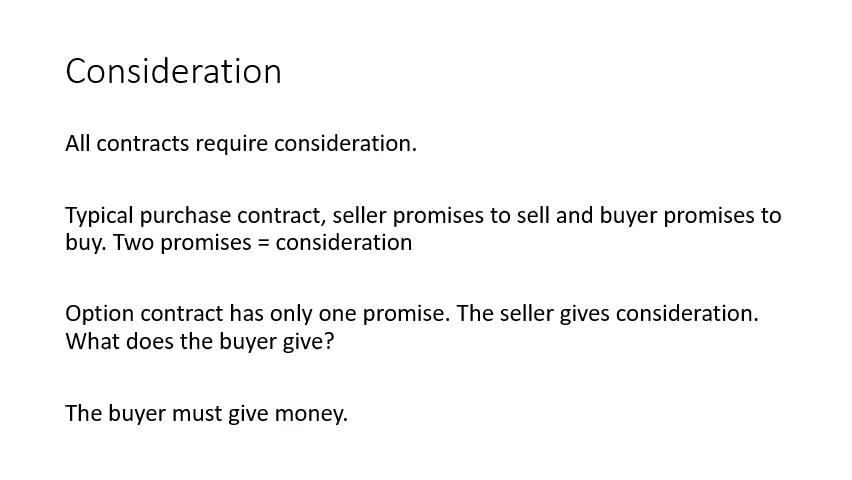 Consideration
All contracts require consideration.
Typical purchase contract, seller promises to sell and buyer promises to
buy. Two promises = consideration
Option contract has only one promise. The seller gives consideration.
What does the buyer give?
The buyer must give money.